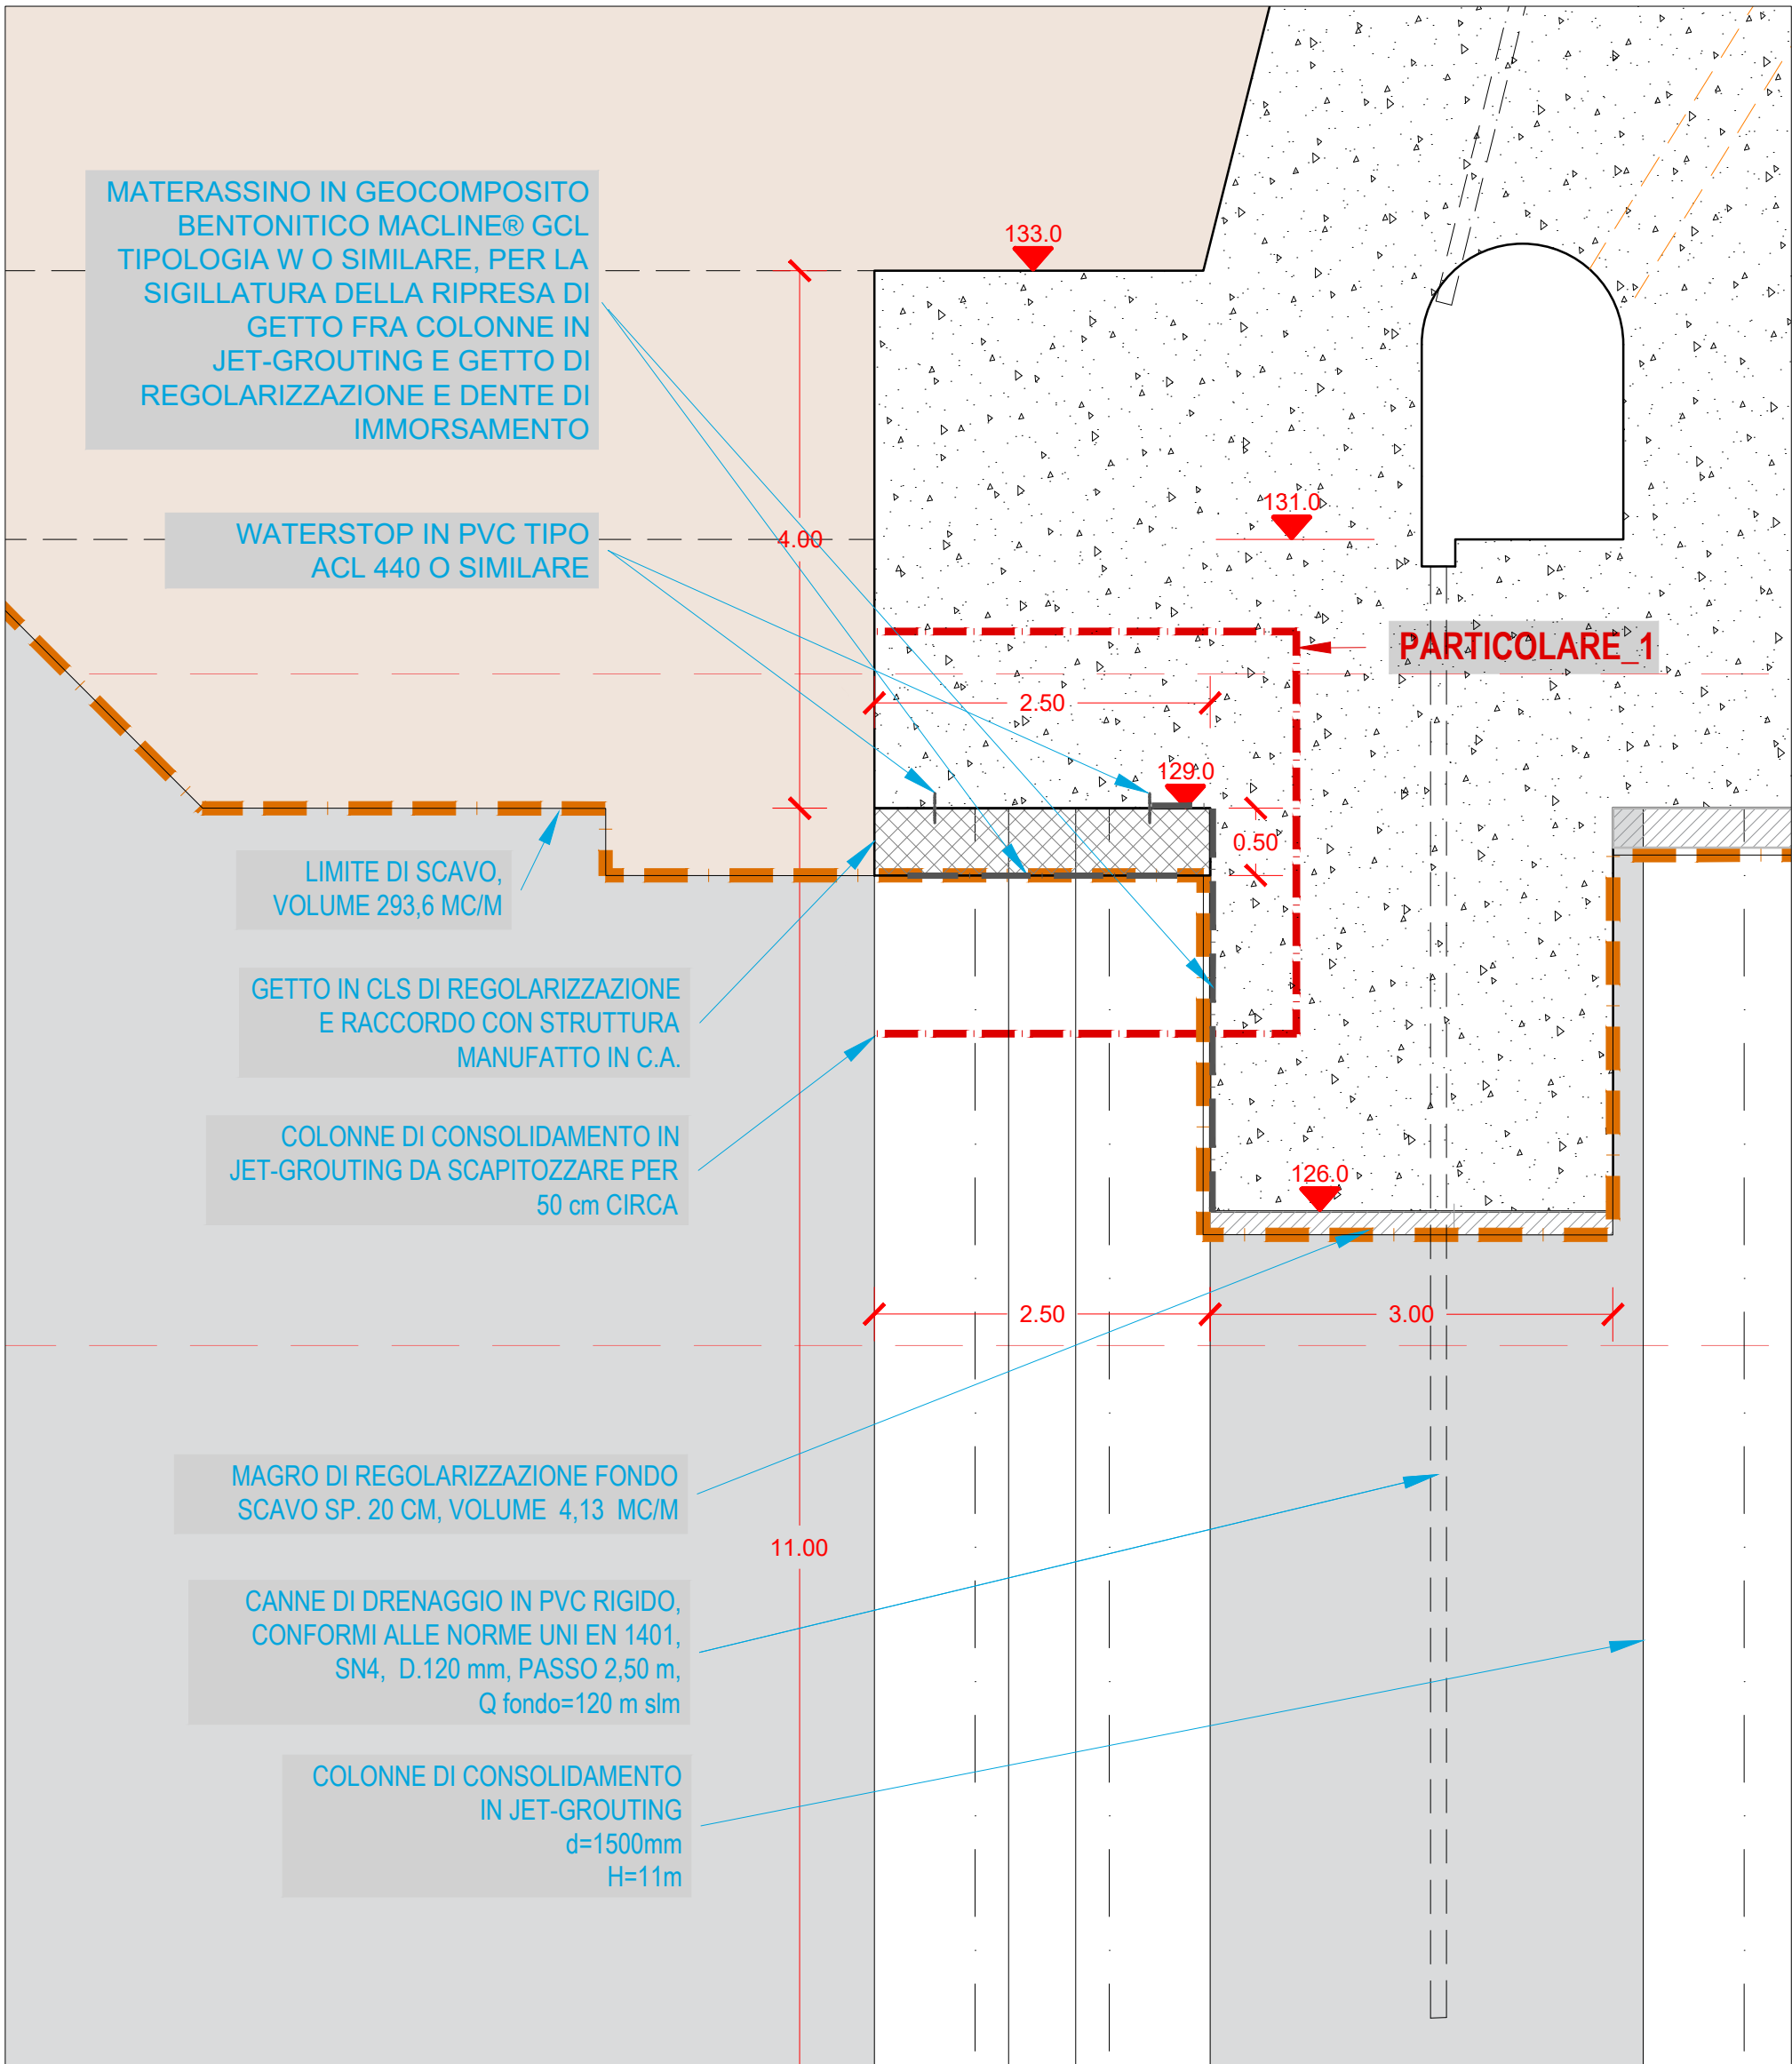 MATERASSINO IN GEOCOMPOSITO
BENTONITICO MACLINE® GCL
TIPOLOGIA W O SIMILARE, PER LA
SIGILLATURA DELLA RIPRESA DI
GETTO FRA COLONNE IN
JET-GROUTING E GETTO DI
REGOLARIZZAZIONE E DENTE DI
IMMORSAMENTO
133.0
WATERSTOP IN PVC TIPO
ACL 440 O SIMILARE
4.00
131.0
PARTICOLARE_1
2.50
129.0
0.50
LIMITE DI SCAVO,
VOLUME 293,6 MC/M
GETTO IN CLS DI REGOLARIZZAZIONE
E RACCORDO CON STRUTTURA
MANUFATTO IN C.A.
COLONNE DI CONSOLIDAMENTO IN
JET-GROUTING DA SCAPITOZZARE PER
50 cm CIRCA
126.0
2.50
3.00
MAGRO DI REGOLARIZZAZIONE FONDO
SCAVO SP. 20 CM, VOLUME 4,13 MC/M
11.00
CANNE DI DRENAGGIO IN PVC RIGIDO,
CONFORMI ALLE NORME UNI EN 1401,
SN4, D.120 mm, PASSO 2,50 m,
Q fondo=120 m slm
COLONNE DI CONSOLIDAMENTO
IN JET-GROUTING
d=1500mm
H=11m